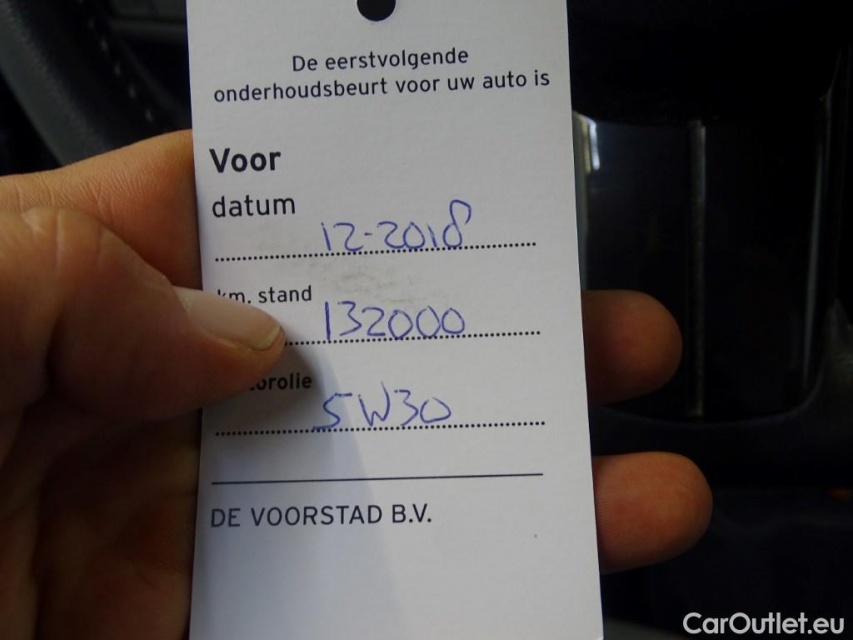 De eerstvolgende
onderhoudsbeurt voor uw auto is
Voor
datum
12-2018
km. stand
132000
orolie
5W30
DE VOORSTAD B.V.
CarOutlet.eu